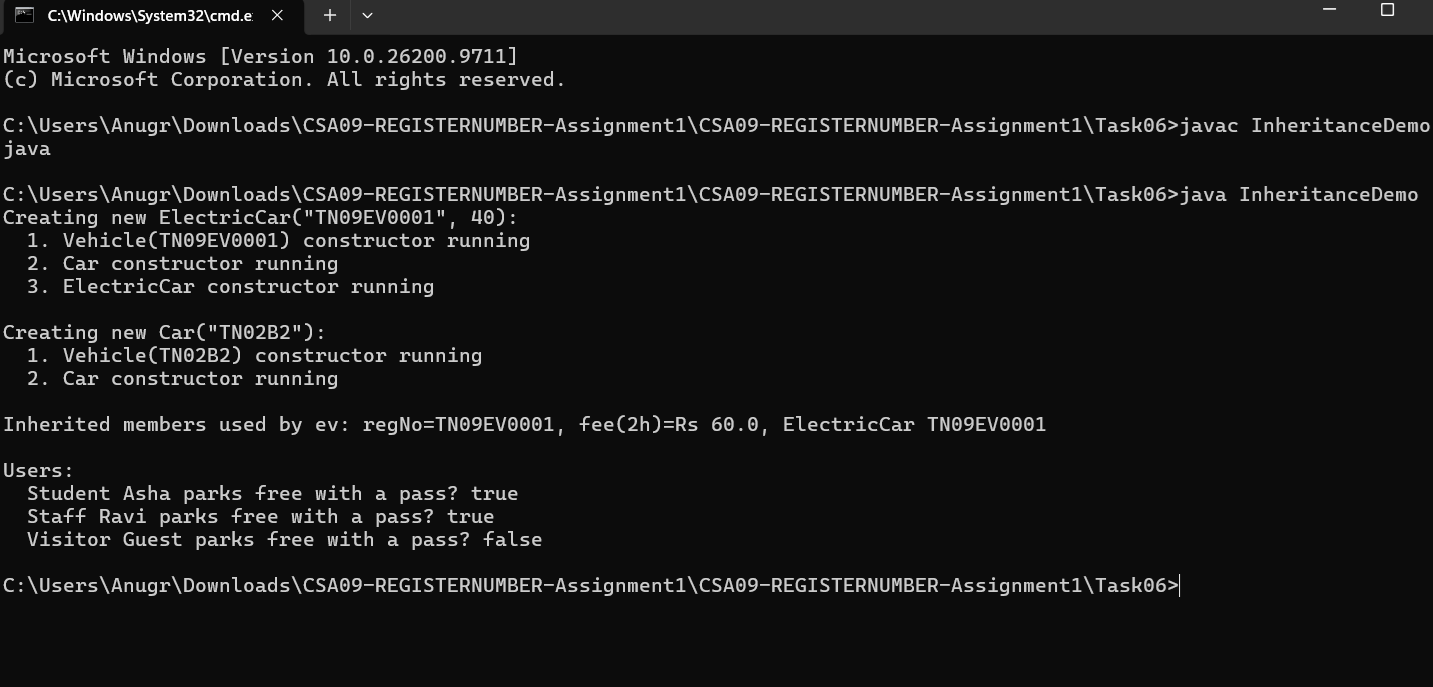 C:\Windows\System32\cmd.e
Microsoft Windows [Version 10.0.26200.9711]
(c) Microsoft Corporation. All rights reserved.
C:\Users\Anugr\Downloads\CSA09-REGISTERNUMBER-Assignment1\CSA09-REGISTERNUMBER-Assignment1\Task06>javac InheritanceDemo
java
C:\Users\Anugr\Downloads\CSA09-REGISTERNUMBER-Assignment1\CSA09-REGISTERNUMBER-Assignment1\Task06>java InheritanceDemo
Creating new ElectricCar("TN09EV0001", 40):
  1. Vehicle(TN09EV0001) constructor running
  2. Car constructor running
  3. ElectricCar constructor running
Creating new Car("TN02B2"):
  1. Vehicle(TN02B2) constructor running
  2. Car constructor running
Inherited members used by ev: regNo=TN09EV0001, fee(2h)=Rs 60.0, ElectricCar TN09EV0001
Users:
  Student Asha parks free with a pass? true
  Staff Ravi parks free with a pass? true
  Visitor Guest parks free with a pass? false
C:\Users\Anugr\Downloads\CSA09-REGISTERNUMBER-Assignment1\CSA09-REGISTERNUMBER-Assignment1\Task06>